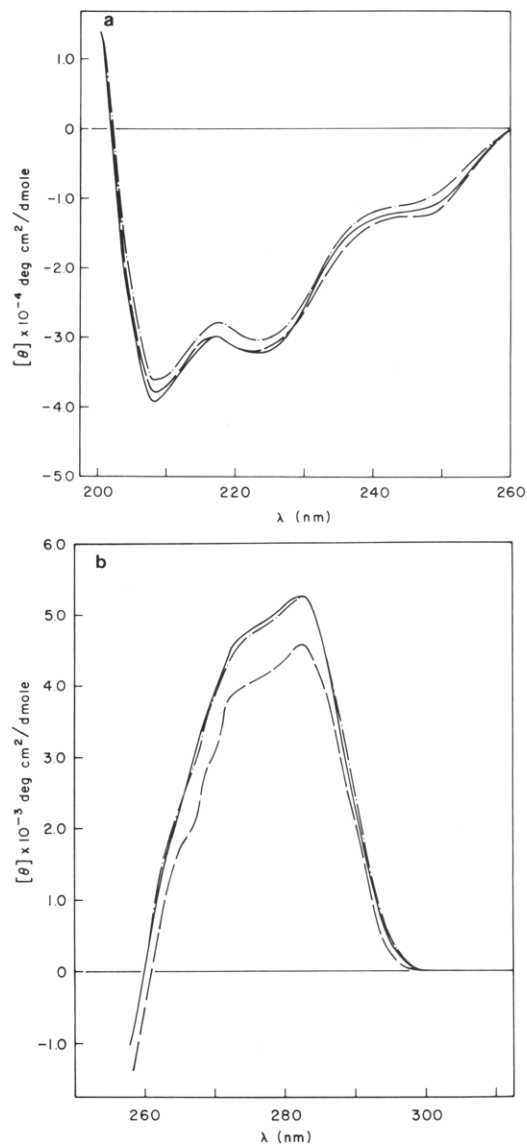 a
1.0
0
-1.0
-2.0
-3.0
-4.0
-5.0
[θ] x 10⁻⁴ deg cm²/dmole
200 220 240 260
λ (nm)
b
6.0
5.0
4.0
3.0
2.0
1.0
0
-1.0
[θ] x 10⁻³ deg cm²/dmole
260 280 300
λ (nm)